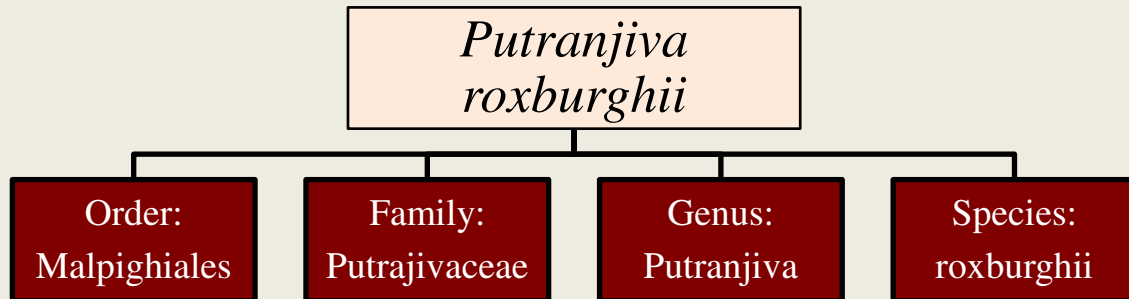 Putranjiva
roxburghii
Order:
Malpighiales
Family:
Putrajivaceae
Genus:
Putranjiva
Species:
roxburghii